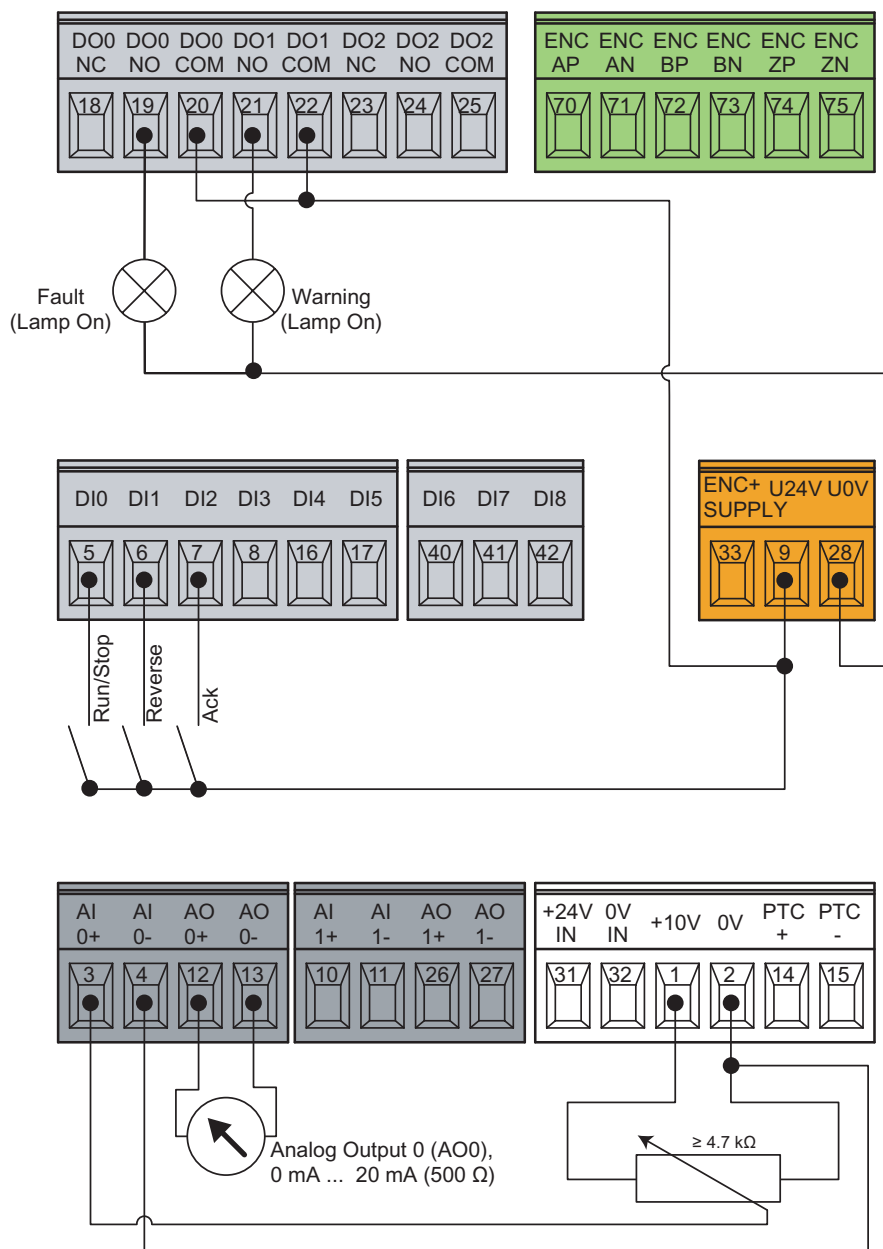 DO0 DO0 DO0 DO1 DO1 DO2 DO2 DO2
NC NO COM NO COM NC NO COM
18 19 20 21 22 23 24 25
ENC ENC ENC ENC ENC ENC
AP AN BP BN ZP ZN
70 71 72 73 74 75
Fault
(Lamp On)
Warning
(Lamp On)
DI0 DI1 DI2 DI3 DI4 DI5
5 6 7 8 16 17
DI6 DI7 DI8
40 41 42
ENC+ U24V U0V
SUPPLY
33 9 28
Run/Stop
Reverse
Ack
AI AI AO AO
0+ 0- 0+ 0-
3 4 12 13
AI AI AO AO
1+ 1- 1+ 1-
10 11 26 27
+24V 0V +10V 0V PTC PTC
IN IN + -
31 32 1 2 14 15
Analog Output 0 (AO0),
0 mA ... 20 mA (500 Ω)
≥ 4.7 kΩ